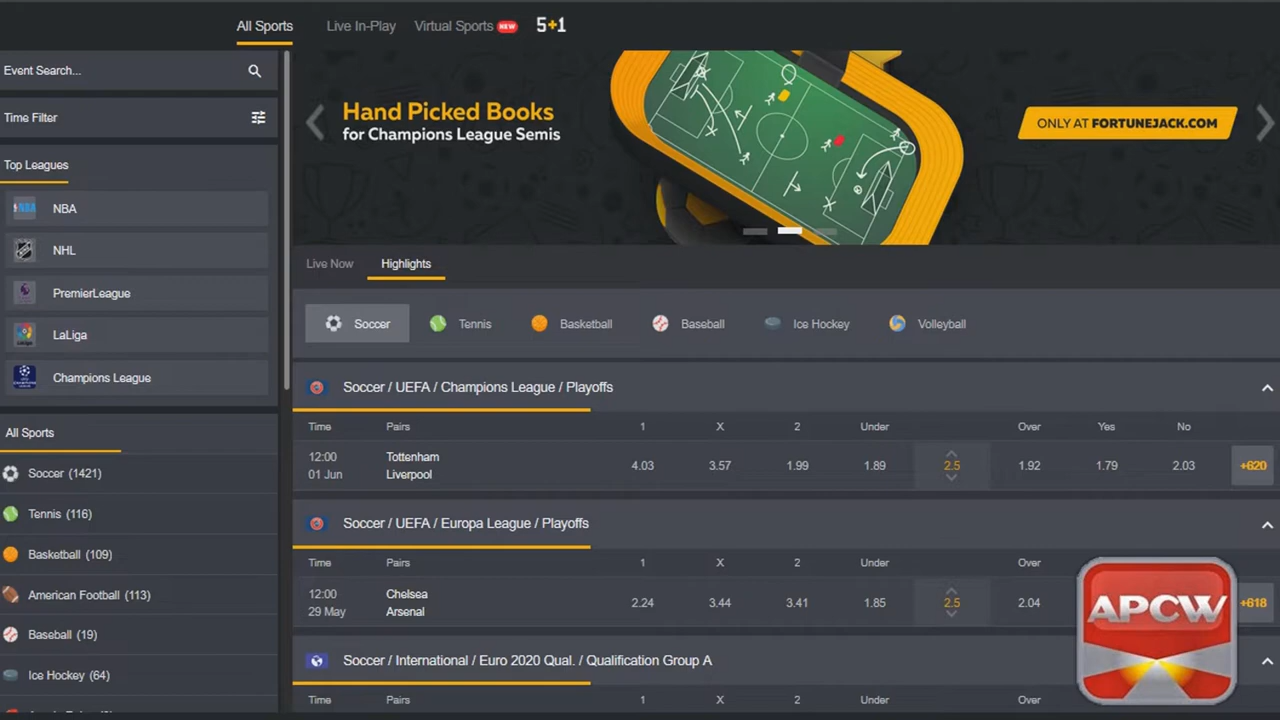 All Sports
Live In-Play
Virtual Sports NEW
5+1
Event Search...
Time Filter
Top Leagues
NBA
NBA
NHL
PremierLeague
LaLiga
Champions League
All Sports
Soccer (1421)
Tennis (116)
Basketball (109)
American Football (113)
Baseball (19)
Ice Hockey (64)
Hand Picked Books
for Champions League Semis
ONLY AT FORTUNEJACK.COM
Live Now
Highlights
Soccer
Tennis
Basketball
Baseball
Ice Hockey
Volleyball
Soccer / UEFA / Champions League / Playoffs
Time Pairs 1 X 2 Under Over Yes No
12:00 Tottenham
01 Jun Liverpool
4.03 3.57 1.99 1.89 2.5 1.92 1.79 2.03 +620
Soccer / UEFA / Europa League / Playoffs
Time Pairs 1 X 2 Under Over
12:00 Chelsea
29 May Arsenal
2.24 3.44 3.41 1.85 2.5 2.04 +618
APCW
Soccer / International / Euro 2020 Qual. / Qualification Group A
Time Pairs 1 X 2 Under Over